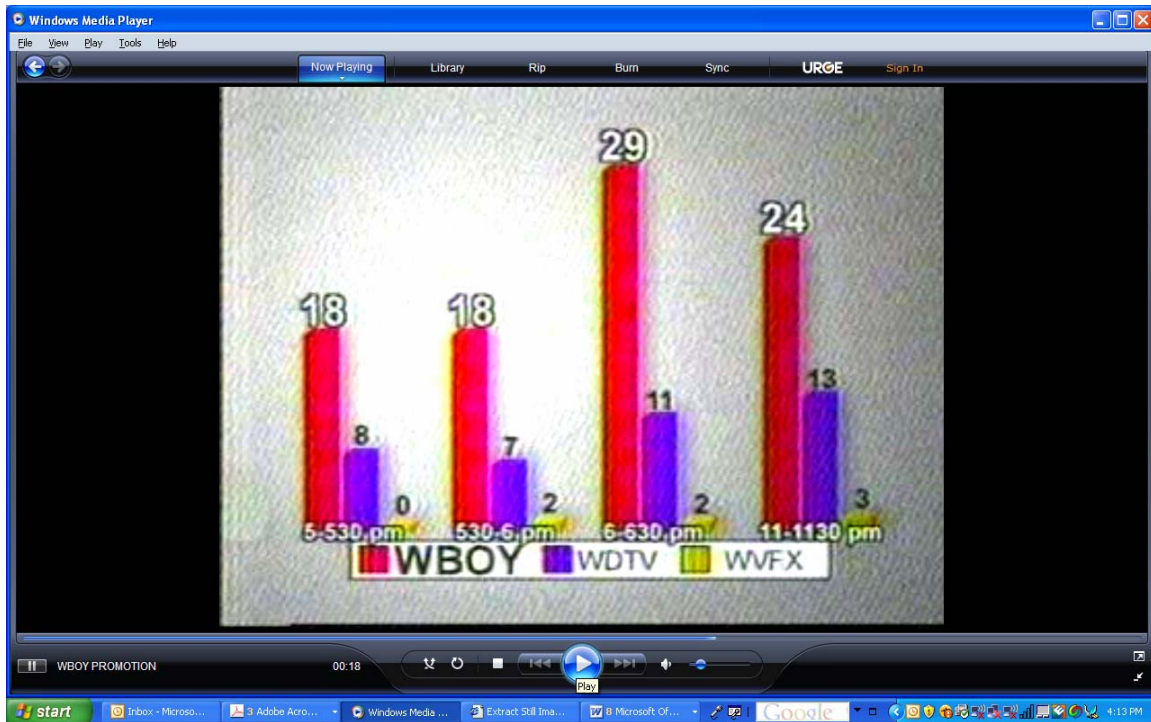 Windows Media Player
File View Play Tools Help
Now Playing Library Rip Burn Sync URGE Sign In
29
24
18 18
13
11
8 7
0 2 2 3
5-530 pm 530-6 pm 6-630 pm 11-1130 pm
WBOY WDTV WVFX
WBOY PROMOTION 00:18
Play
start Inbox - Microso... 3 Adobe Acro... Windows Media ... Extract Still Ima... 8 Microsoft Of... Google 4:13 PM